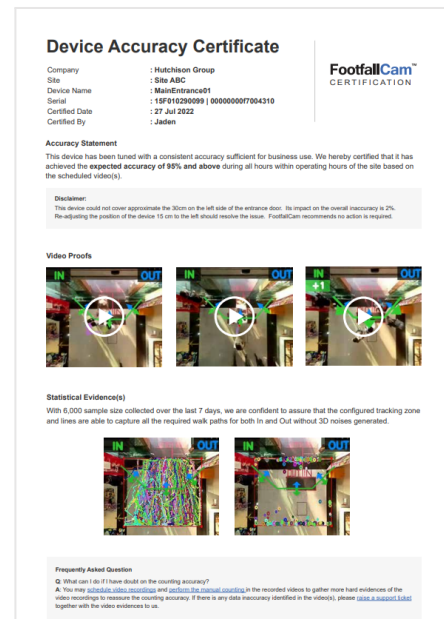 Device Accuracy Certificate
FootfallCam™
CERTIFICATION
Company : Hutchison Group
Site : Site ABC
Device Name : MainEntrance01
Serial : 15F010290099 | 00000000f7004310
Certified Date : 27 Jul 2022
Certified By : Jaden
Accuracy Statement
This device has been tuned with a consistent accuracy sufficient for business use. We hereby certified that it has
achieved the expected accuracy of 95% and above during all hours within operating hours of the site based on
the scheduled video(s).
Disclaimer:
This device could not cover approximate the 30cm on the left side of the entrance door. Its impact on the overall inaccuracy is 2%.
Re-adjusting the position of the device 15 cm to the left should resolve the issue. FootfallCam recommends no action is required.
Video Proofs
IN OUT
IN OUT
IN OUT
+1
Statistical Evidence(s)
With 6,000 sample size collected over the last 7 days, we are confident to assure that the configured tracking zone
and lines are able to capture all the required walk paths for both In and Out without 3D noises generated.
IN OUT
IN OUT
Frequently Asked Question
Q: What can I do if I have doubt on the counting accuracy?
A: You may schedule video recordings and perform the manual counting in the recorded videos to gather more hard evidences of the
video recordings to reassure the counting accuracy. If there is any data inaccuracy identified in the video(s), please raise a support ticket
together with the video evidences to us.